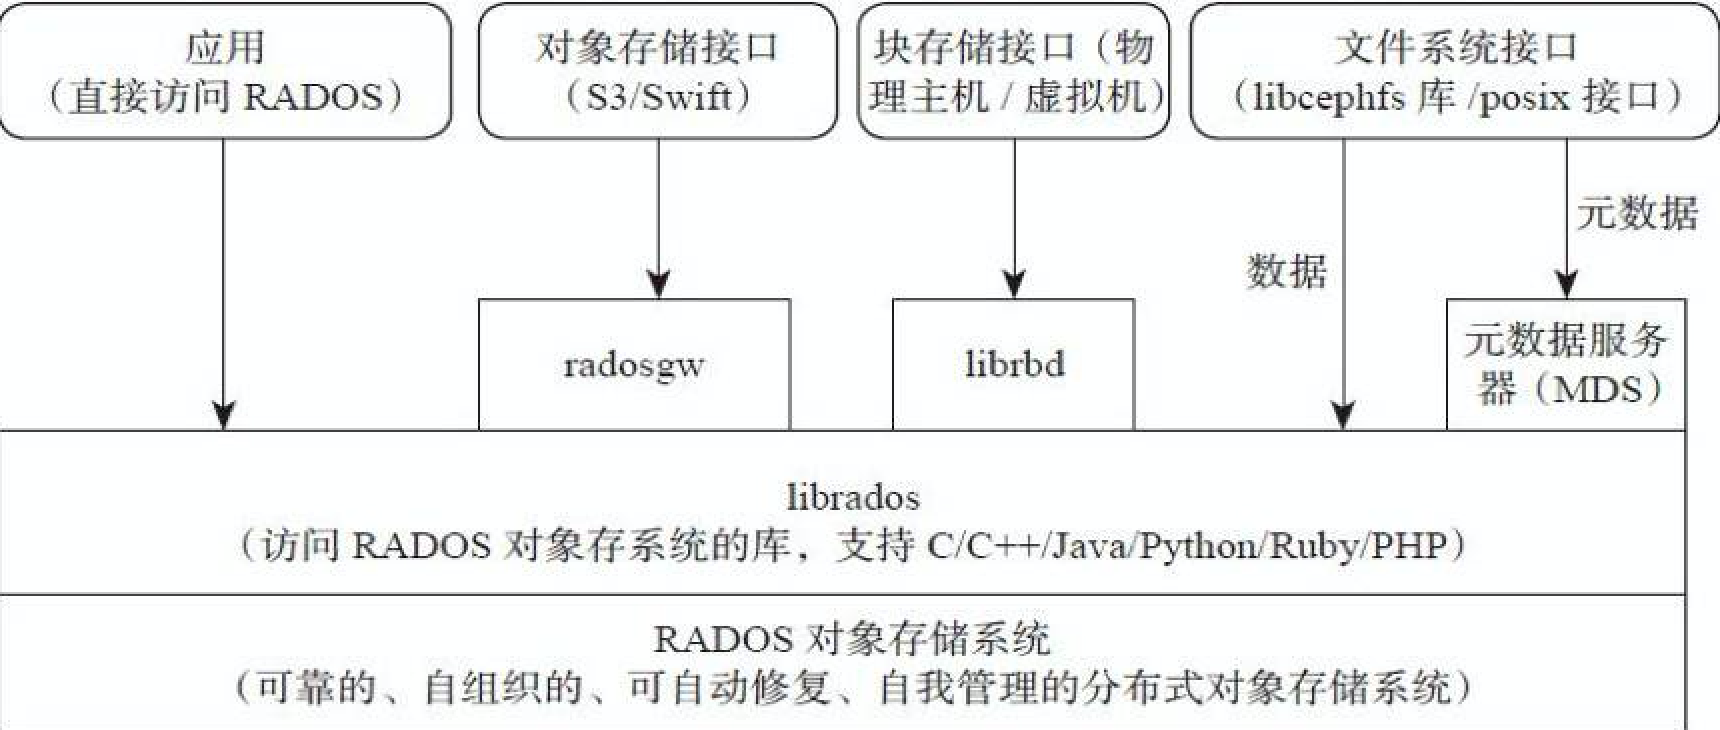 应用
（直接访问 RADOS）
对象存储接口
（S3/Swift）
块存储接口（物
理主机 / 虚拟机）
文件系统接口
（libcephfs 库 /posix 接口）
元数据
数据
radosgw
librbd
元数据服务
器（MDS）
librados
（访问 RADOS 对象存系统的库，支持 C/C++/Java/Python/Ruby/PHP）
RADOS 对象存储系统
（可靠的、自组织的、可自动修复、自我管理的分布式对象存储系统）